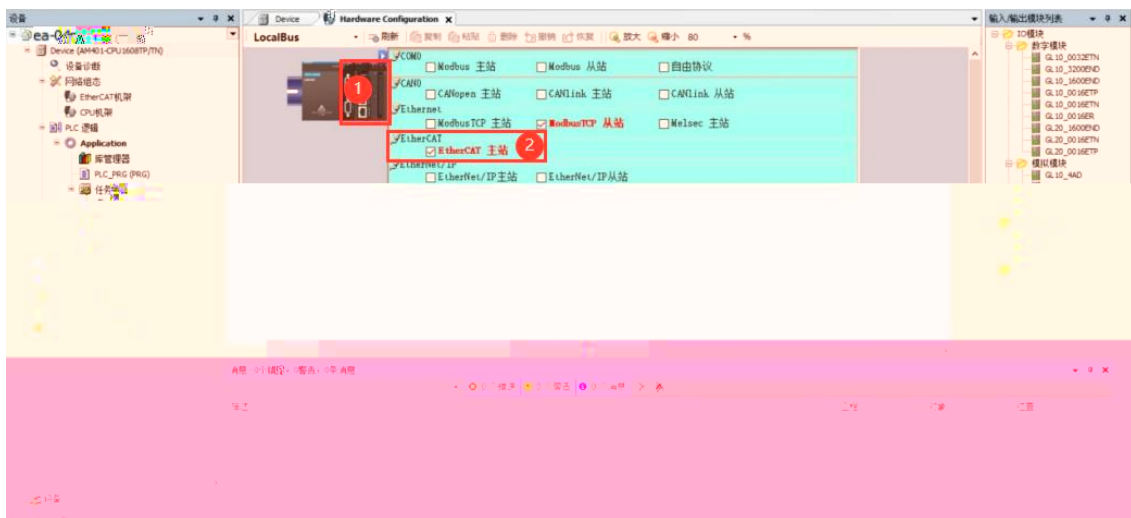 设备
Device
Hardware Configuration
输入/输出模块列表
Device (AM401-CPU1608TP/TN)
设备诊断
网络组态
EtherCAT机架
CPU机架
PLC 逻辑
Application
库管理器
PLC_PRG (PRG)
LocalBus
刷新 复制 粘贴 删除 撤销 恢复 放大 缩小 80 %
COM0
Modbus 主站 Modbus 从站 自由协议
CAN0
CANopen 主站 CANlink 主站 CANlink 从站
Ethernet
ModbusTCP 主站 ModbusTCP 从站 Melsec 主站
EtherCAT
EtherCAT 主站
EtherNet/IP
EtherNet/IP主站 EtherNet/IP从站
1
2
IO模块
数字模块
GL10_0032ETN
GL10_3200END
GL10_1600END
GL10_0016ETP
GL10_0016ETN
GL10_0016ER
GL20_1600END
GL20_0016ETN
GL20_0016ETP
模拟模块
GL10_4AD